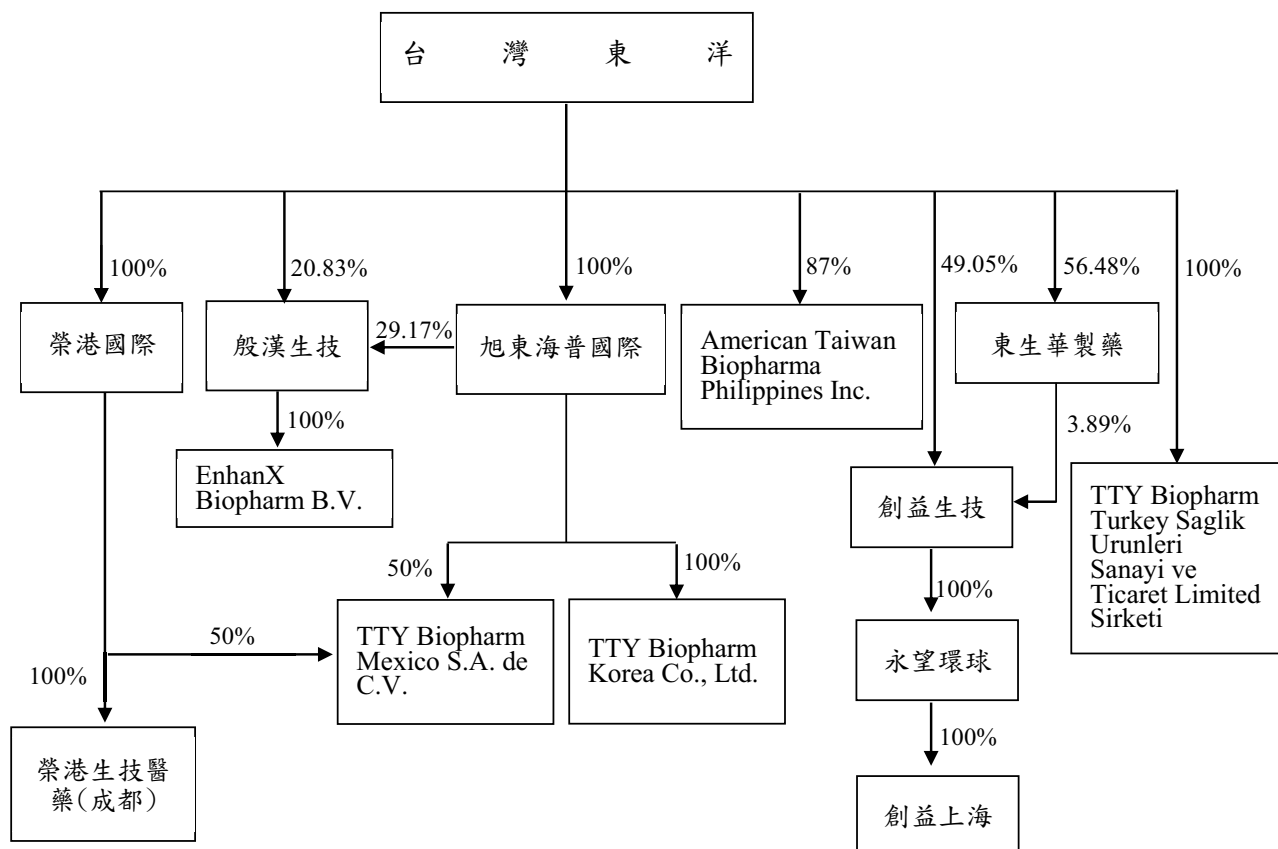 台灣東洋
100%
20.83%
100%
87%
49.05%
56.48%
100%
榮港國際
殷漢生技
29.17%
旭東海普國際
American Taiwan
Biopharma
Philippines Inc.
東生華製藥
100%
3.89%
EnhanX
Biopharm B.V.
創益生技
TTY Biopharm
Turkey Saglik
Urunleri
Sanayi ve
Ticaret Limited
Sirketi
50%
100%
100%
50%
TTY Biopharm
Mexico S.A. de
C.V.
TTY Biopharm
Korea Co., Ltd.
永望環球
100%
100%
榮港生技醫
藥(成都)
創益上海